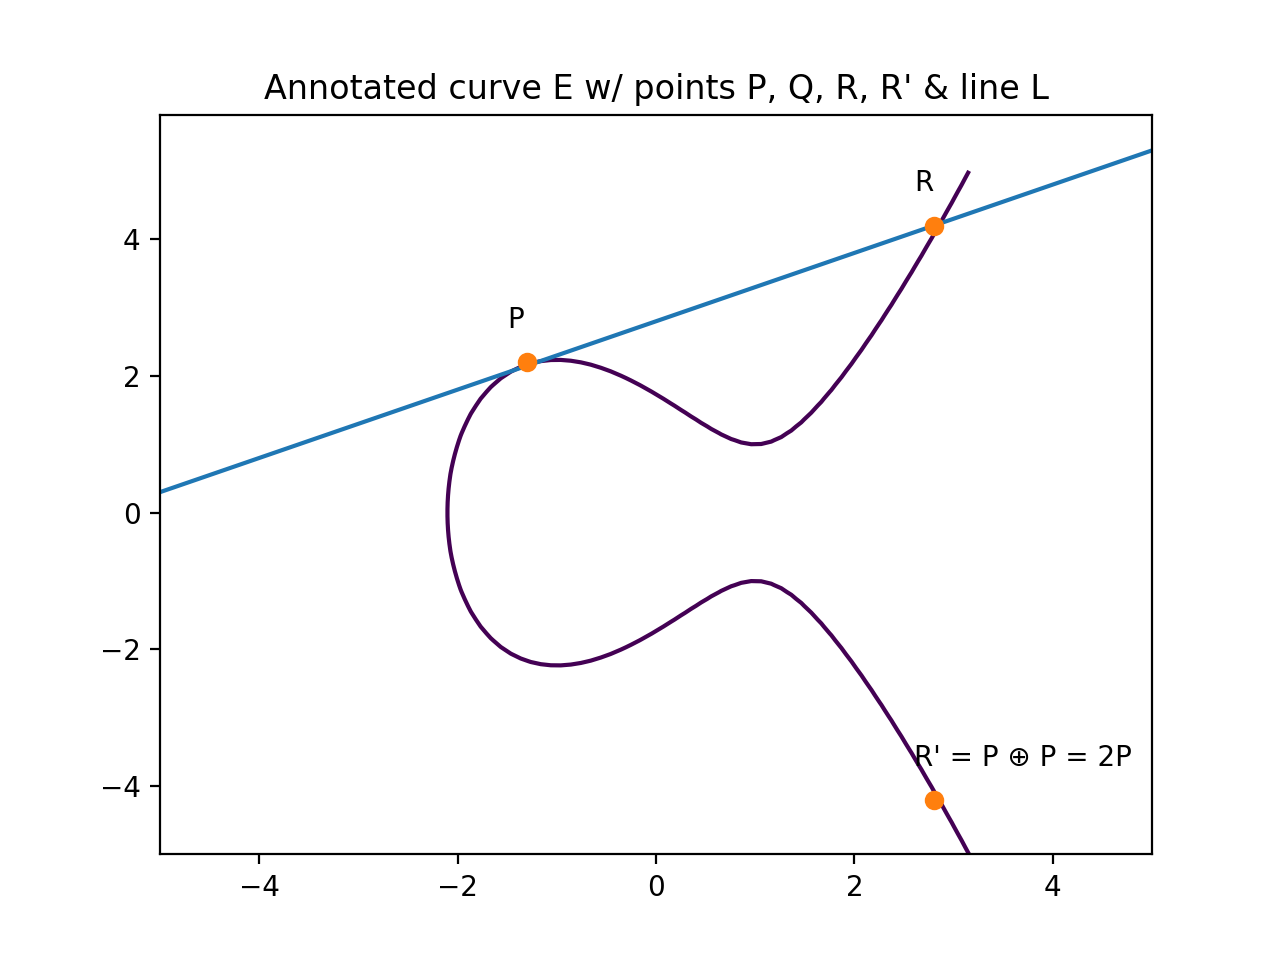 Annotated curve E w/ points P, Q, R, R' & line L
R
4
P
2
0
−2
R' = P ⊕ P = 2P
−4
−4 −2 0 2 4